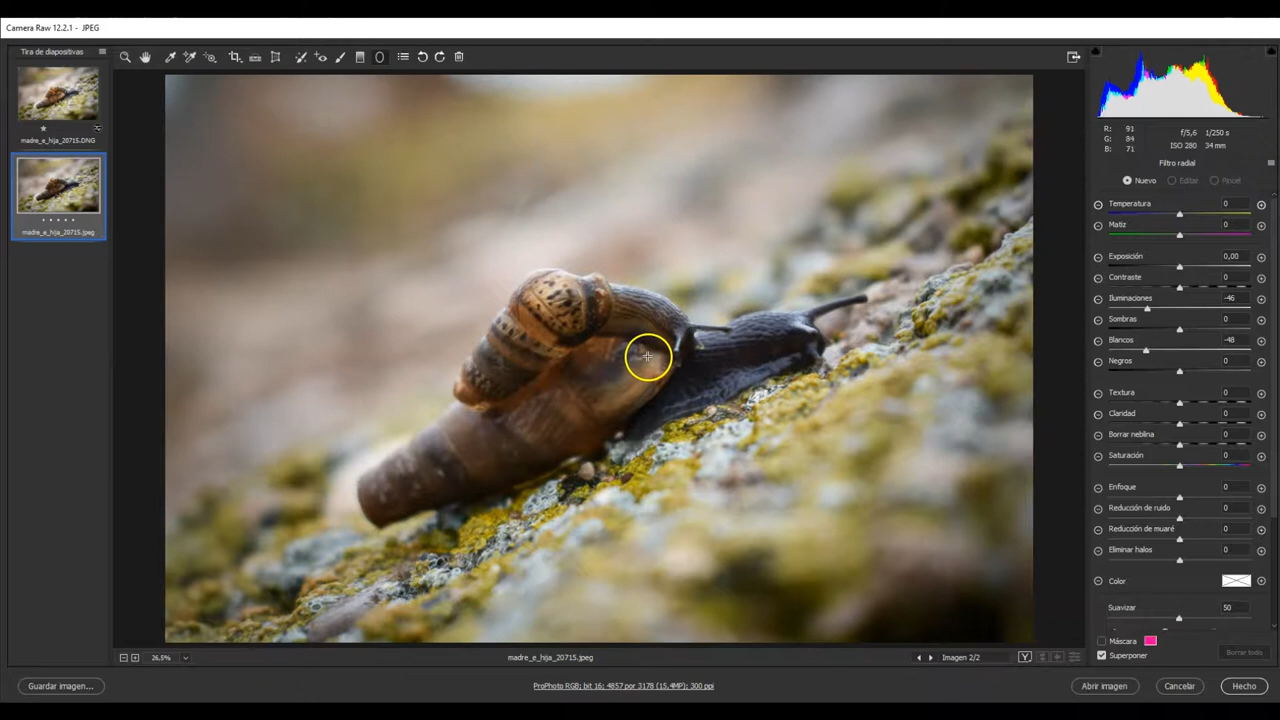 Camera Raw 12.2.1 - JPEG
Tira de diapositivas
madre_e_hija_20715.DNG
madre_e_hija_20715.jpeg
R: 91
G: 84
B: 71
f/5,6 1/250 s
ISO 280 34 mm
Filtro radial
Nuevo Editar Pincel
Temperatura 0
Matiz 0
Exposición 0,00
Contraste 0
Iluminaciones -46
Sombras 0
Blancos -48
Negros 0
Textura 0
Claridad 0
Borrar neblina 0
Saturación 0
Enfoque 0
Reducción de ruido 0
Reducción de muaré 0
Eliminar halos 0
Color
Suavizar 50
Máscara
Superponer
Borrar todo
26,5% madre_e_hija_20715.jpeg Imagen 2/2 Y
Guardar imagen... ProPhoto RGB; bit 16; 4857 por 3178 (15,4MP); 300 ppi Abrir imagen Cancelar Hecho